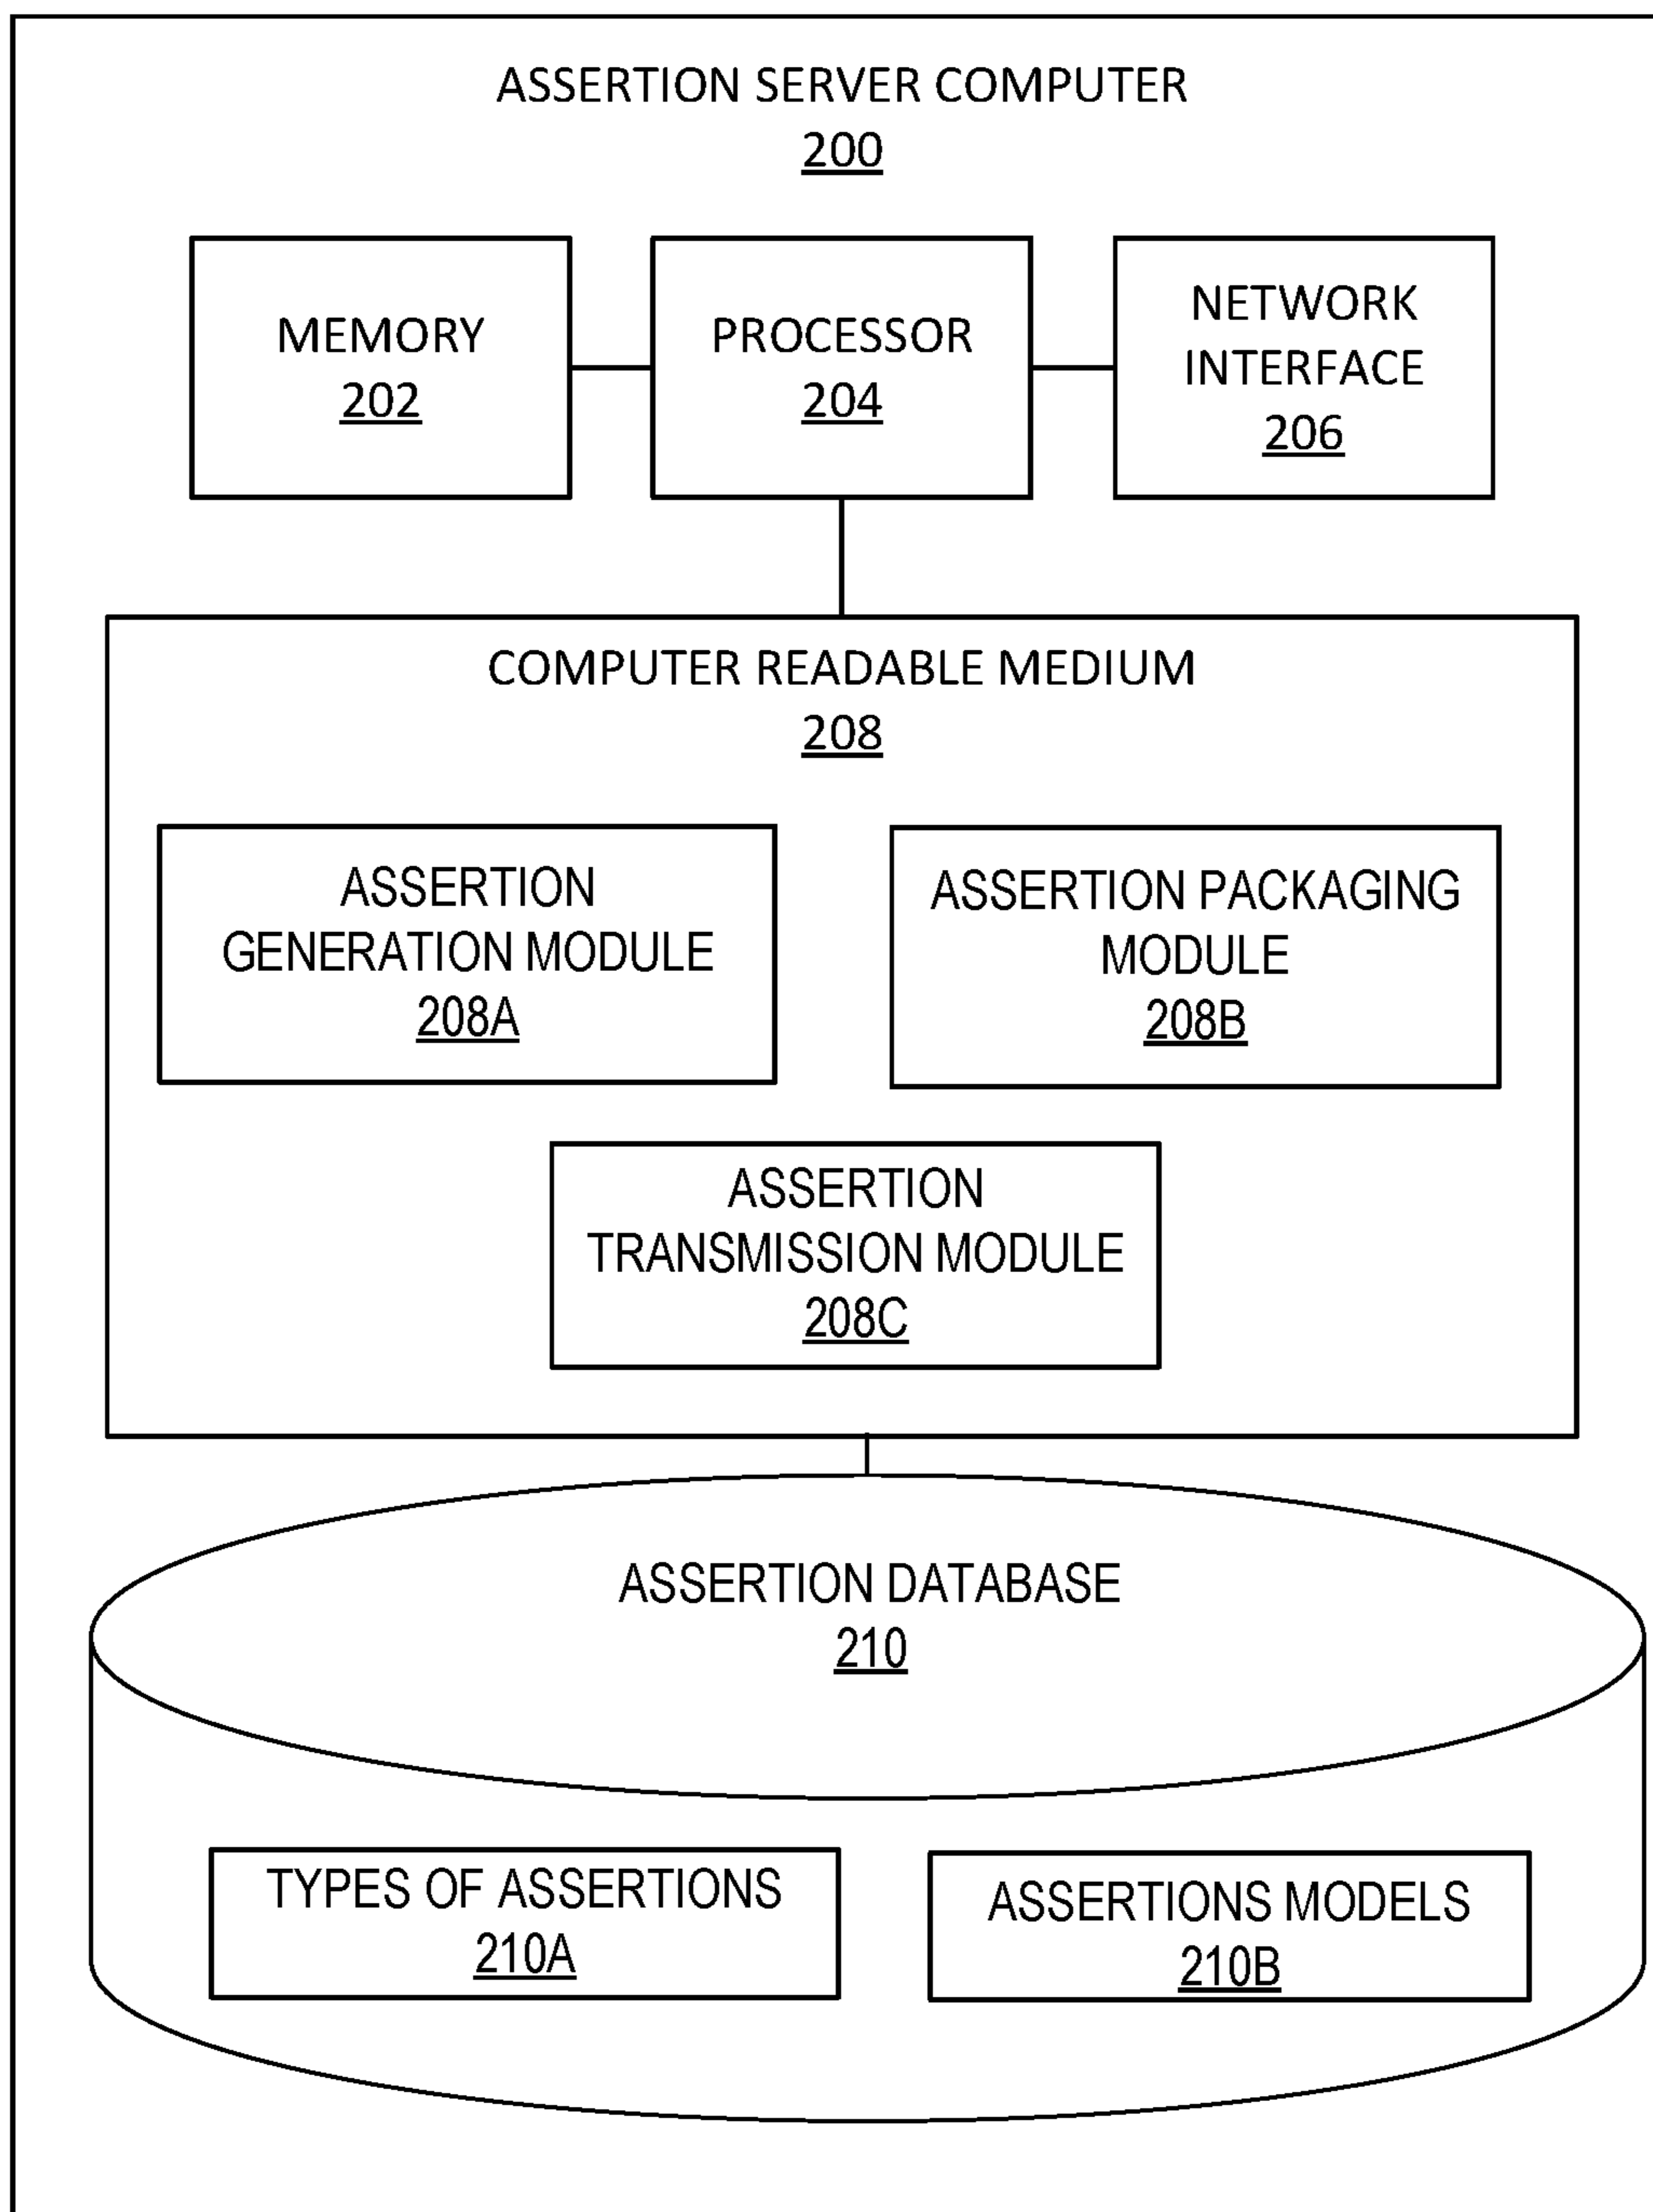 ASSERTION SERVER COMPUTER
200
MEMORY
202
PROCESSOR
204
NETWORK
INTERFACE
206
COMPUTER READABLE MEDIUM
208
ASSERTION
GENERATION MODULE
208A
ASSERTION PACKAGING
MODULE
208B
ASSERTION
TRANSMISSION MODULE
208C
ASSERTION DATABASE
210
TYPES OF ASSERTIONS
210A
ASSERTIONS MODELS
210B